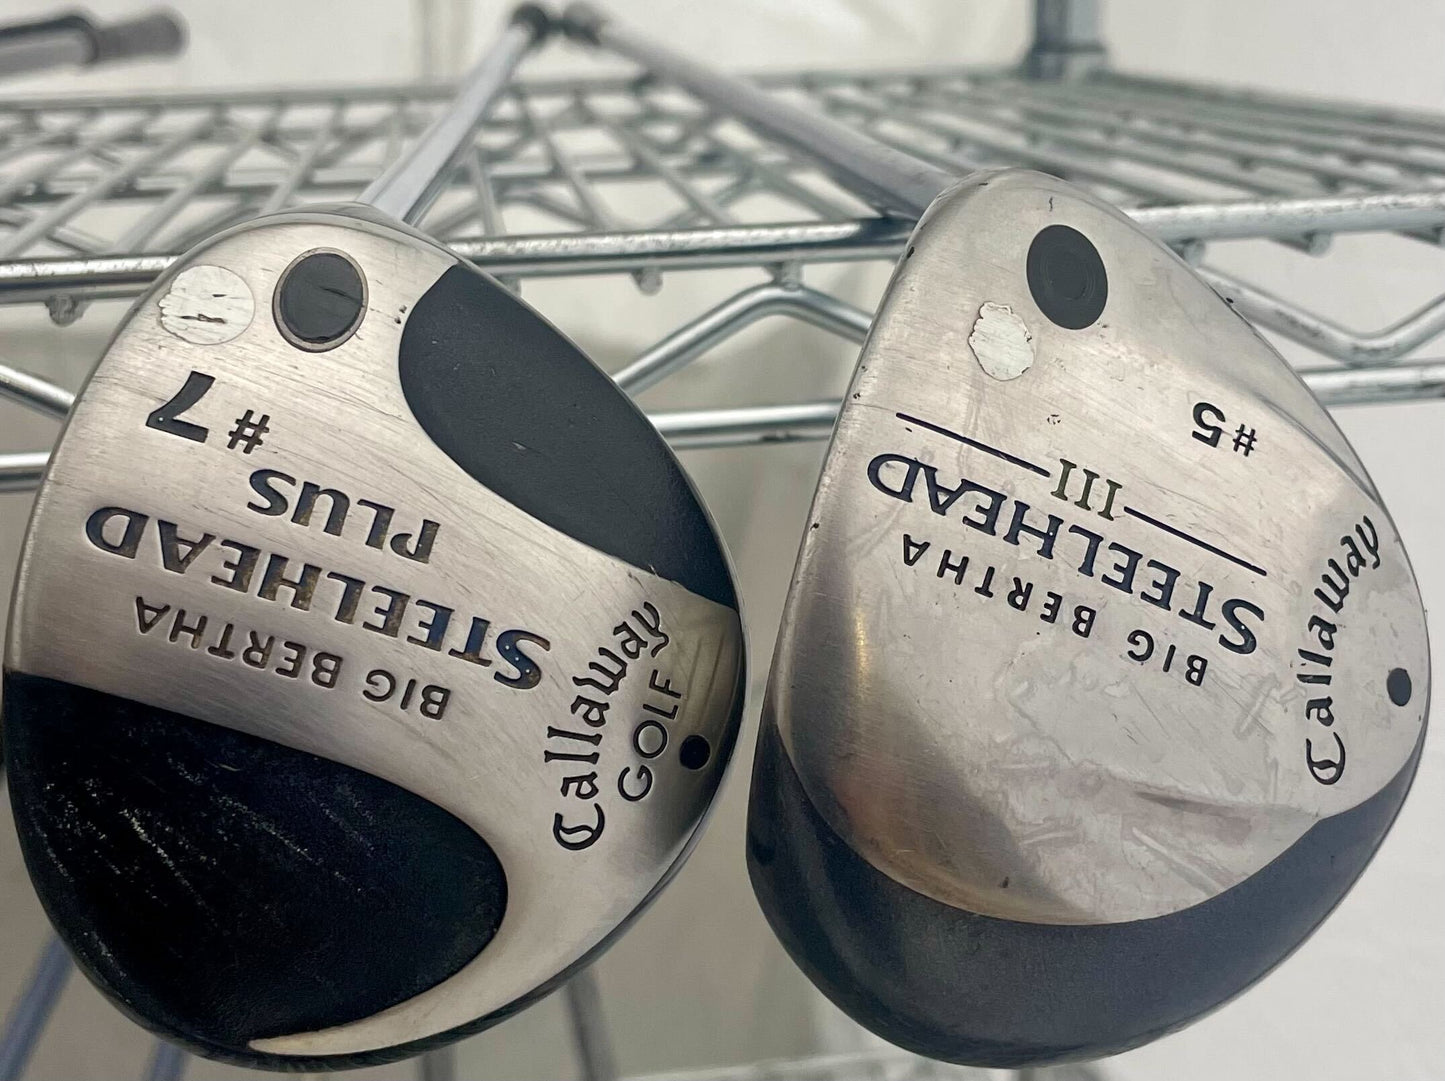 Callaway
GOLF
BIG BERTHA
STEELHEAD
PLUS
#7
Callaway
BIG BERTHA
STEELHEAD
III
#5